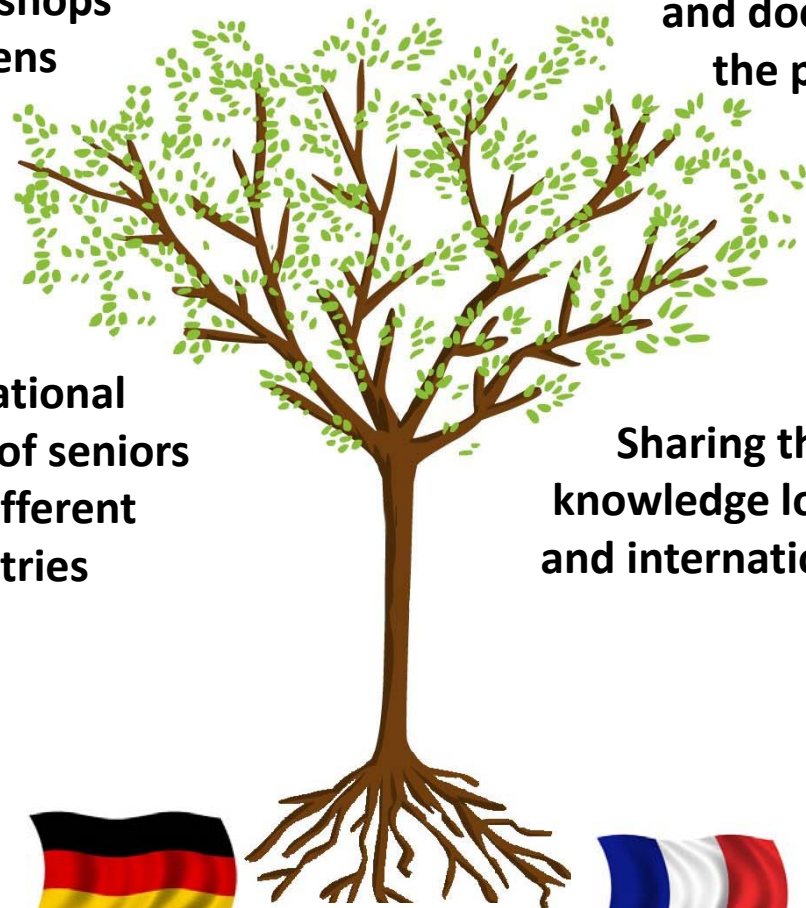 shops
ens
and doc
the p
ational
of seniors
fferent
tries
Sharing th
knowledge lo
and internatio